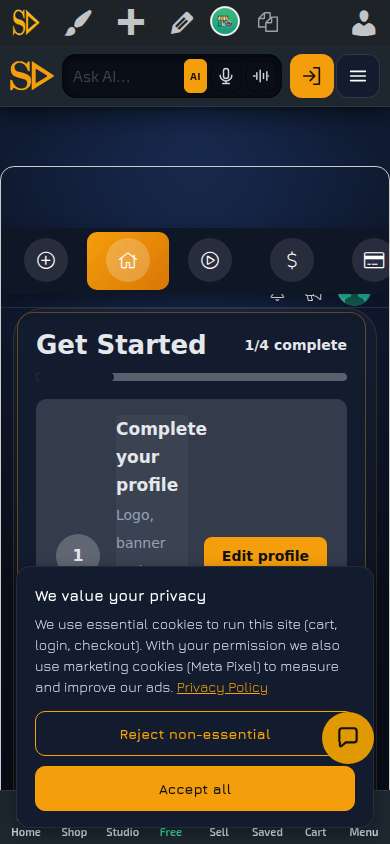 SD
SD
Ask AI...
AI
$
Get Started
1/4 complete
Complete
your
profile
Logo,
banner
1
Edit profile
We value your privacy
We use essential cookies to run this site (cart,
login, checkout). With your permission we also
use marketing cookies (Meta Pixel) to measure
and improve our ads. Privacy Policy
Reject non-essential
Accept all
Home Shop Studio Free Sell Saved Cart Menu